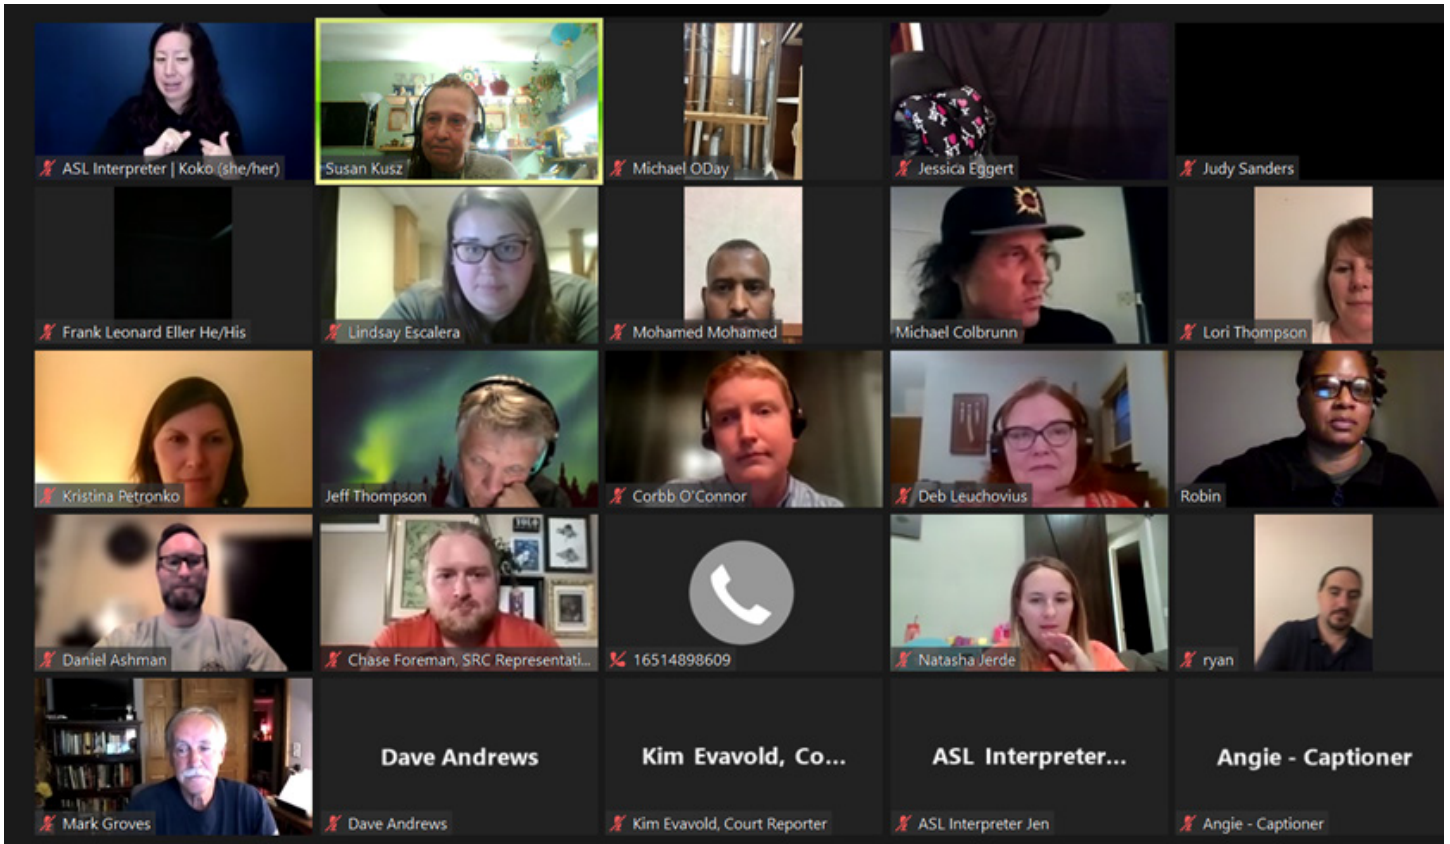 ASL Interpreter | Koko (she/her)
Susan Kusz
Michael ODay
Jessica Eggert
Judy Sanders
Frank Leonard Eller He/His
Lindsay Escalera
Mohamed Mohamed
Michael Colbrunn
Lori Thompson
Kristina Petronko
Jeff Thompson
Corbb O'Connor
Deb Leuchovius
Robin
YOLO
Daniel Ashman
Chase Foreman, SRC Representati...
16514898609
Natasha Jerde
ryan
Dave Andrews
Kim Evavold, Co...
ASL Interpreter...
Angie - Captioner
Mark Groves
Dave Andrews
Kim Evavold, Court Reporter
ASL Interpreter Jen
Angie - Captioner